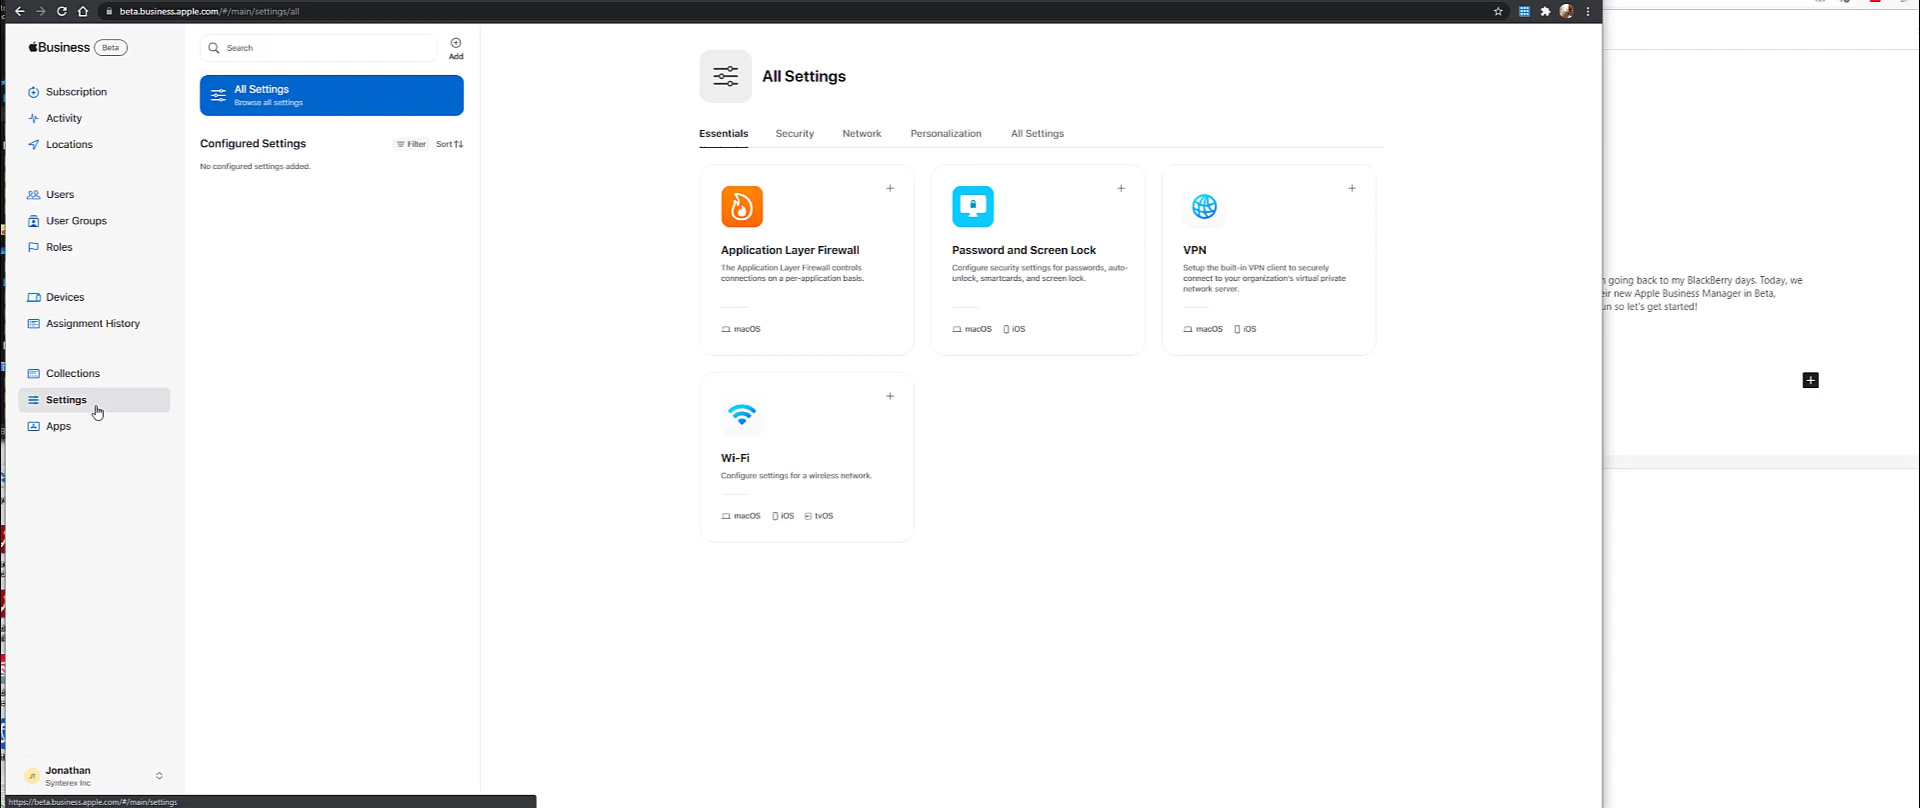 beta.business.apple.com/#/main/settings/all
Business Beta
Subscription
Activity
Locations
Users
User Groups
Roles
Devices
Assignment History
Collections
Settings
Apps
Jonathan
Synterex Inc
https://beta.business.apple.com/#/main/settings
Search
Add
All Settings
Browse all settings
Configured Settings
Filter
Sort
No configured settings added.
All Settings
Essentials Security Network Personalization All Settings
Application Layer Firewall
The Application Layer Firewall controls
connections on a per-application basis.
macOS
Password and Screen Lock
Configure security settings for passwords, auto-
unlock, smartcards, and screen lock.
macOS iOS
VPN
Setup the built-in VPN client to securely
connect to your organization's virtual private
network server.
macOS iOS
Wi-Fi
Configure settings for a wireless network.
macOS iOS tvOS
going back to my BlackBerry days. Today, we
new Apple Business Manager in Beta,
so let's get started!